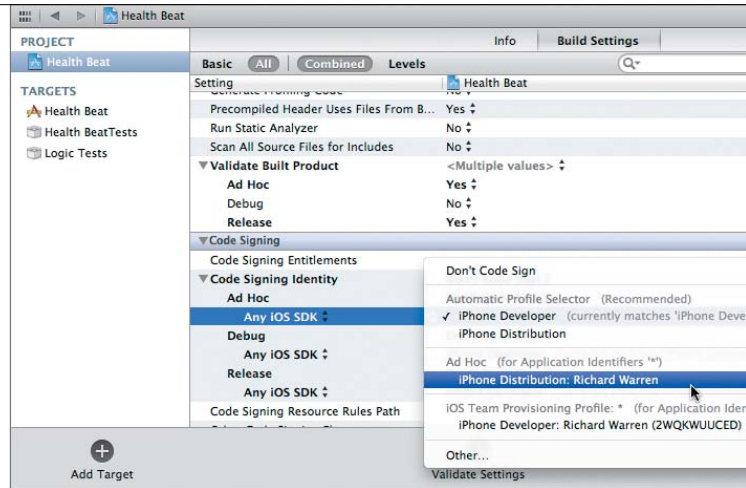 Health Beat
PROJECT
Health Beat
TARGETS
Health Beat
Health BeatTests
Logic Tests
Info Build Settings
Basic All Combined Levels
Setting Health Beat
Generate Profiling Code No
Precompiled Header Uses Files From B... Yes
Run Static Analyzer No
Scan All Source Files for Includes No
Validate Built Product <Multiple values>
Ad Hoc Yes
Debug No
Release Yes
Code Signing
Code Signing Entitlements
Code Signing Identity
Ad Hoc
Any iOS SDK
Debug
Any iOS SDK
Release
Any iOS SDK
Code Signing Resource Rules Path
Don't Code Sign
Automatic Profile Selector (Recommended)
✓ iPhone Developer (currently matches 'iPhone Deve
iPhone Distribution
Ad Hoc (for Application Identifiers '*')
iPhone Distribution: Richard Warren
iOS Team Provisioning Profile: * (for Application Iden
iPhone Developer: Richard Warren (2WQKWUUCED)
Other...
Add Target
Validate Settings